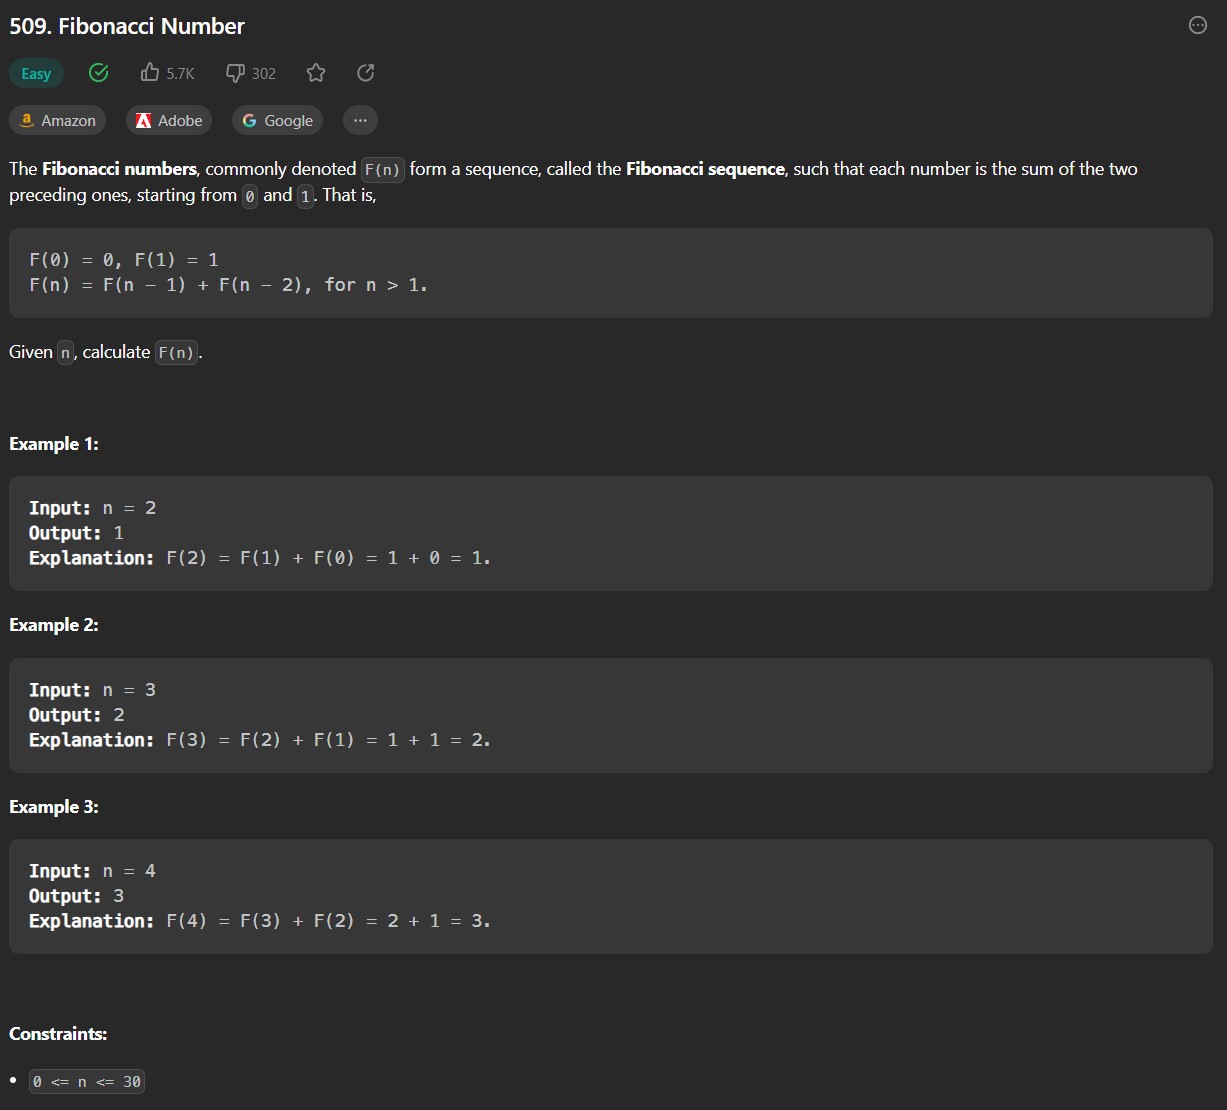 509. Fibonacci Number
Easy 5.7K 302
Amazon Adobe Google ...
The Fibonacci numbers, commonly denoted F(n) form a sequence, called the Fibonacci sequence, such that each number is the sum of the two
preceding ones, starting from 0 and 1. That is,
F(0) = 0, F(1) = 1
F(n) = F(n - 1) + F(n - 2), for n > 1.
Given n, calculate F(n).
Example 1:
Input: n = 2
Output: 1
Explanation: F(2) = F(1) + F(0) = 1 + 0 = 1.
Example 2:
Input: n = 3
Output: 2
Explanation: F(3) = F(2) + F(1) = 1 + 1 = 2.
Example 3:
Input: n = 4
Output: 3
Explanation: F(4) = F(3) + F(2) = 2 + 1 = 3.
Constraints:
• 0 <= n <= 30